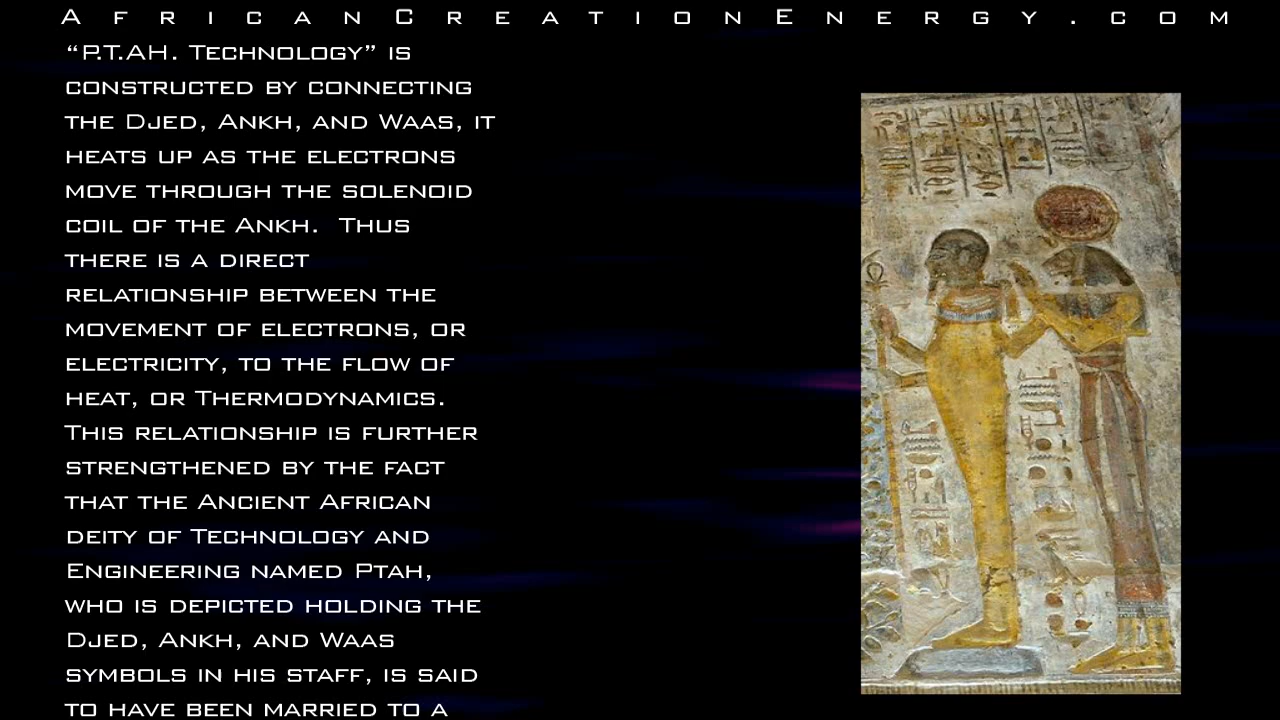 AfricanCreationEnergy.com
“P.T.AH. Technology” is
constructed by connecting
the Djed, Ankh, and Waas, it
heats up as the electrons
move through the solenoid
coil of the Ankh.  Thus
there is a direct
relationship between the
movement of electrons, or
electricity, to the flow of
heat, or Thermodynamics.
This relationship is further
strengthened by the fact
that the Ancient African
deity of Technology and
Engineering named Ptah,
who is depicted holding the
Djed, Ankh, and Waas
symbols in his staff, is said
to have been married to a